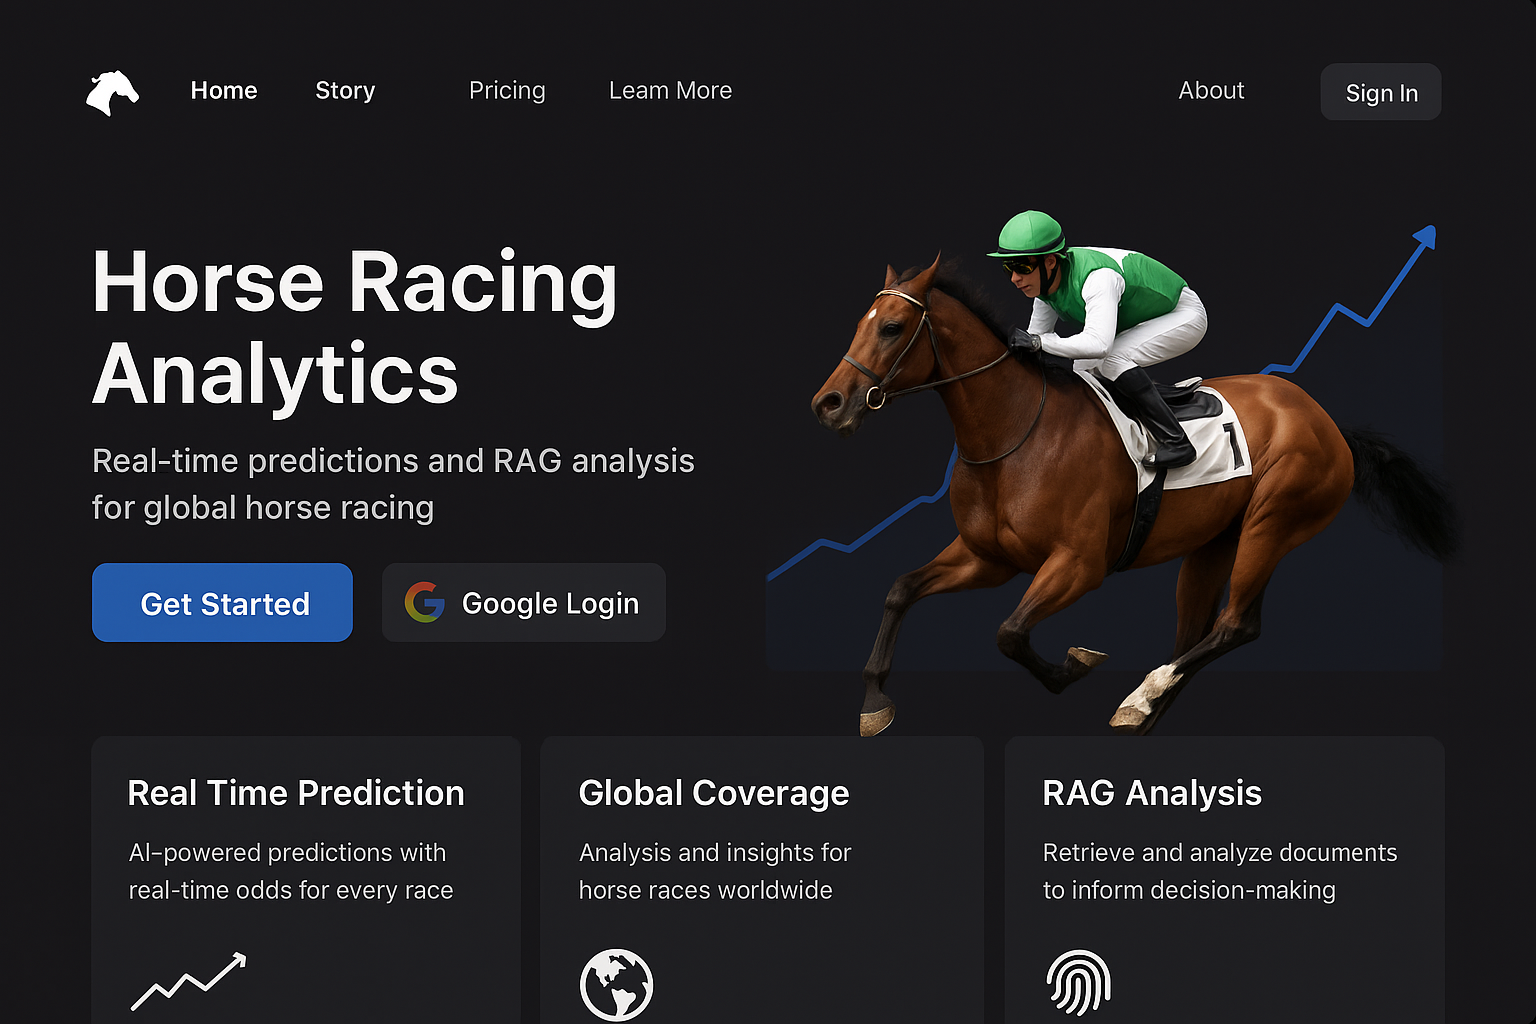 Home Story Pricing Leam More About Sign In
Horse Racing
Analytics
Real-time predictions and RAG analysis
for global horse racing
Get Started Google Login
1
Real Time Prediction
AI-powered predictions with
real-time odds for every race
Global Coverage
Analysis and insights for
horse races worldwide
RAG Analysis
Retrieve and analyze documents
to inform decision-making